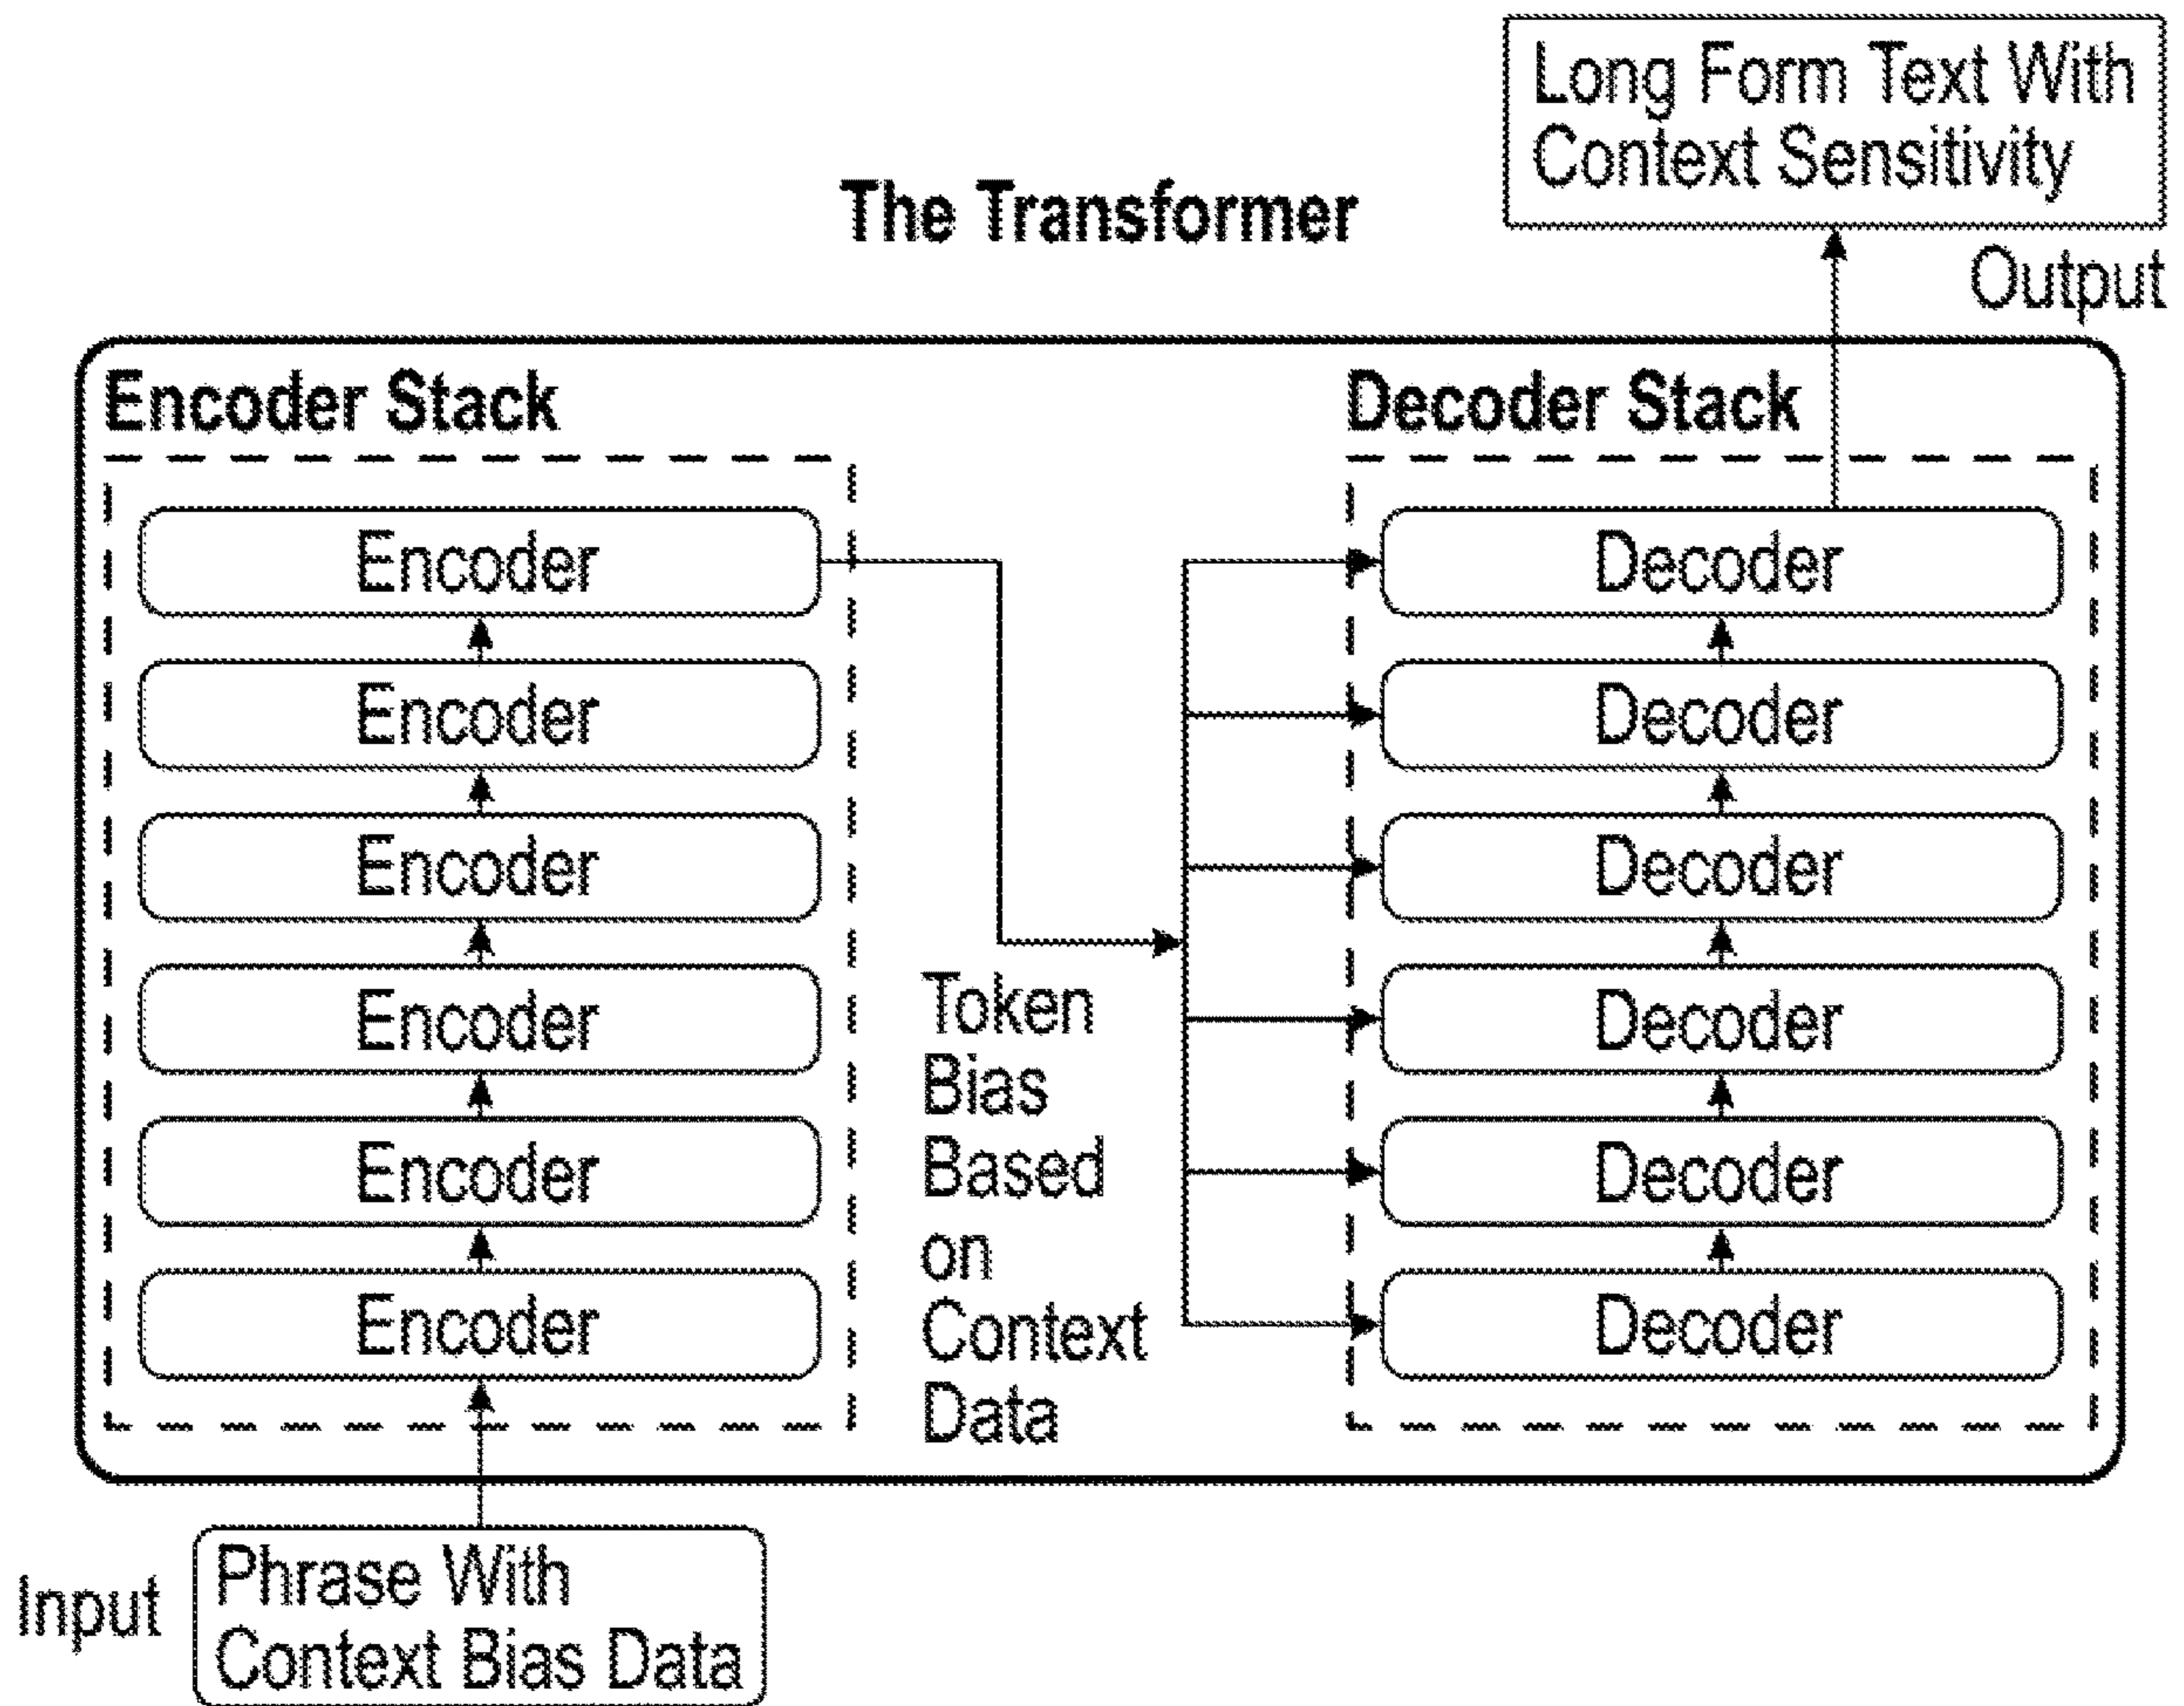 Long Form Text With
Context Sensitivity
The Transformer
Output
Encoder Stack
Encoder
Encoder
Encoder
Encoder
Encoder
Encoder
Token
Bias
Based
on
Context
Data
Decoder Stack
Decoder
Decoder
Decoder
Decoder
Decoder
Decoder
Input
Phrase With
Context Bias Data